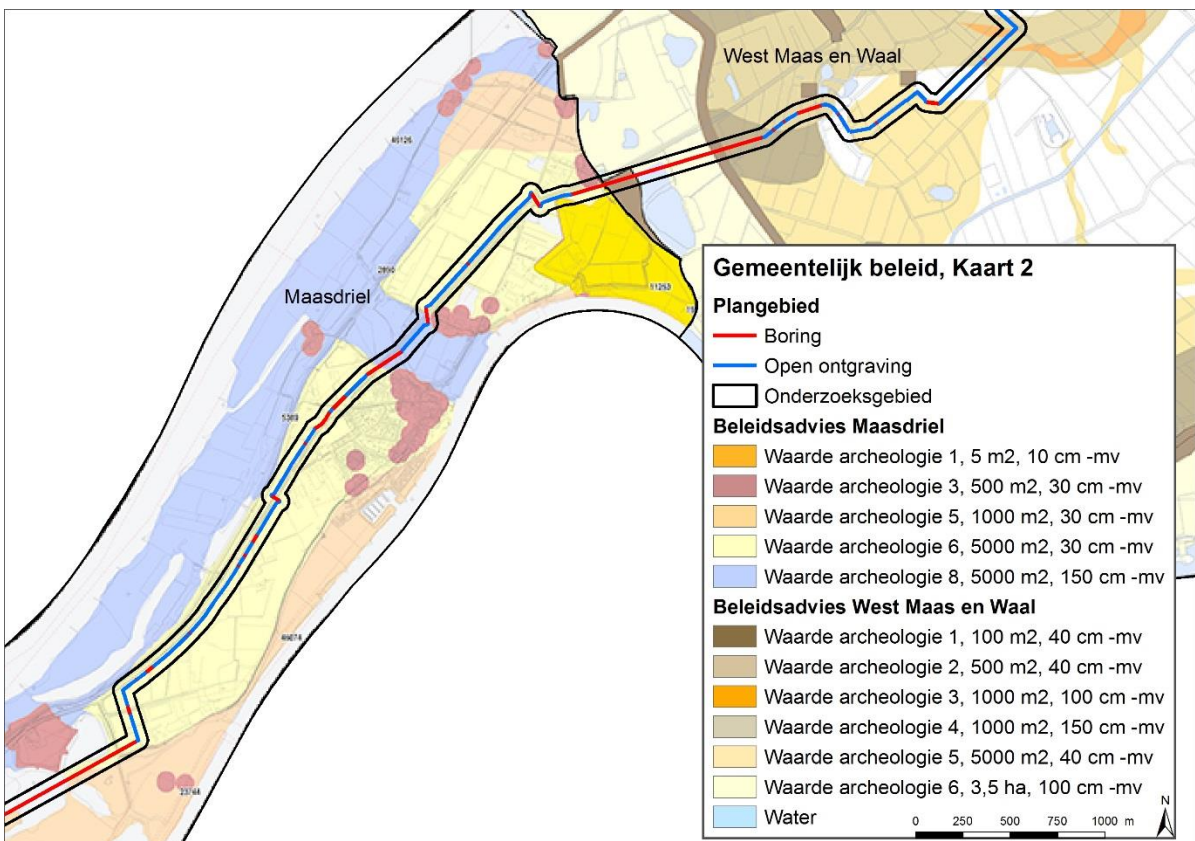 West Maas en Waal
46126
2890
Maasdriel
11253
5383
46074
23748
Gemeentelijk beleid, Kaart 2
Plangebied
Boring
Open ontgraving
Onderzoeksgebied
Beleidsadvies Maasdriel
Waarde archeologie 1, 5 m2, 10 cm -mv
Waarde archeologie 3, 500 m2, 30 cm -mv
Waarde archeologie 5, 1000 m2, 30 cm -mv
Waarde archeologie 6, 5000 m2, 30 cm -mv
Waarde archeologie 8, 5000 m2, 150 cm -mv
Beleidsadvies West Maas en Waal
Waarde archeologie 1, 100 m2, 40 cm -mv
Waarde archeologie 2, 500 m2, 40 cm -mv
Waarde archeologie 3, 1000 m2, 100 cm -mv
Waarde archeologie 4, 1000 m2, 150 cm -mv
Waarde archeologie 5, 5000 m2, 40 cm -mv
Waarde archeologie 6, 3,5 ha, 100 cm -mv
Water
0 250 500 750 1000 m
N